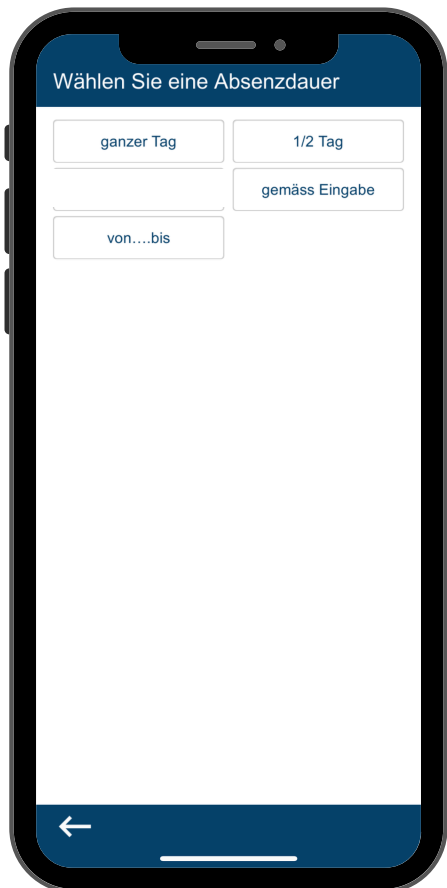 Wählen Sie eine Absenzdauer
ganzer Tag
1/2 Tag
gemäss Eingabe
von....bis